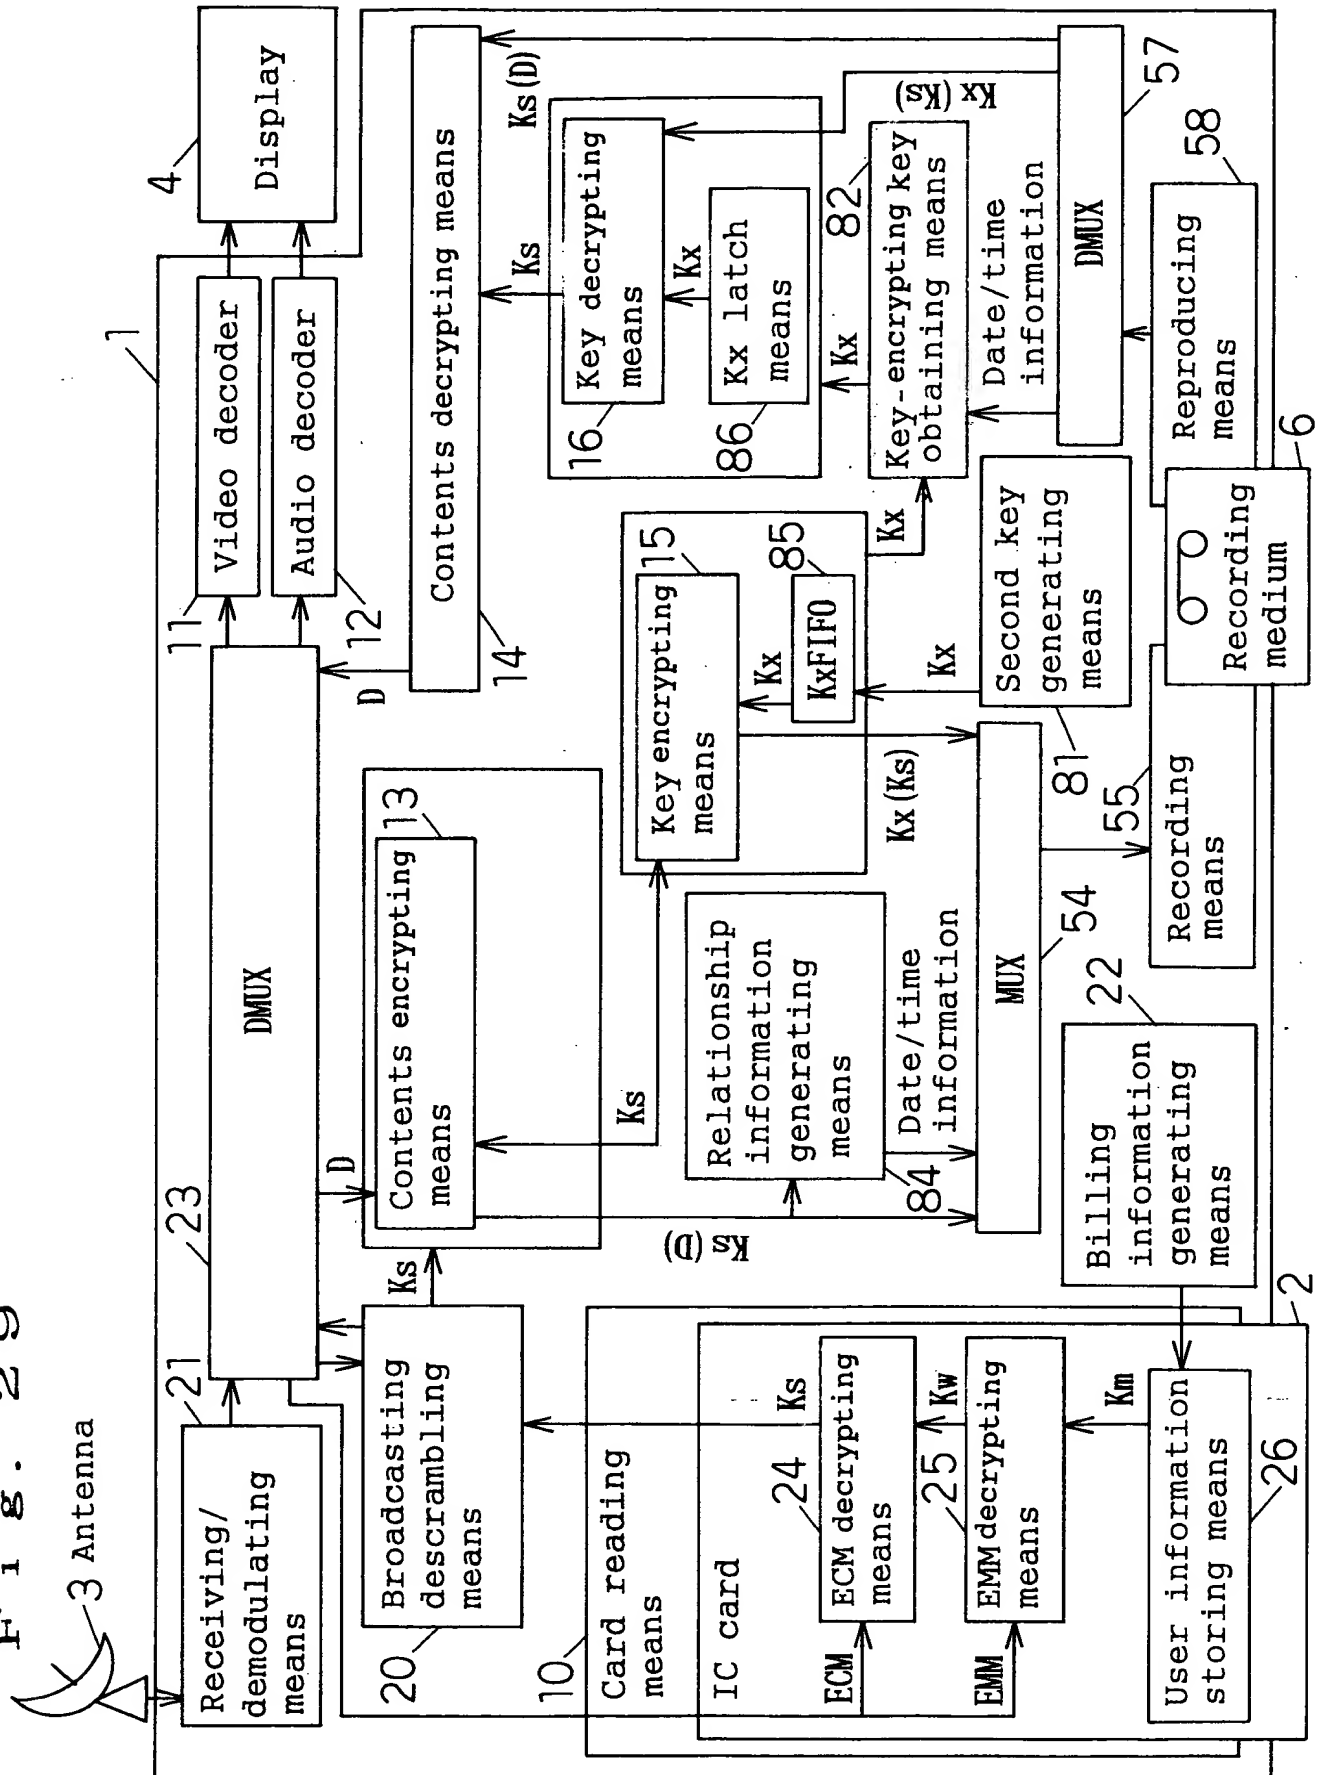 Fig. 29
3 Antenna
Receiving/
demodulating
means
21
23
DMUX
11
Video decoder
12
Audio decoder
4
Display
1
20
Broadcasting
descrambling
means
Ks
D
Contents encrypting
means
13
D
14
Contents decrypting means
Ks(D)
Ks
Ks(D)
Ks
Key encrypting
means
15
Kx
KxFIFO
85
Kx
Kx
Kx(Ks)
16
Key decrypting
means
Kx
86
Kx latch
means
Kx
82
Key-encrypting key
obtaining means
Kx(Ks)
Date/time
information
DMUX
57
Relationship
information
generating
means
84
Date/time
information
MUX
54
Second key
generating
means
81
10
Card reading
means
IC card
2
ECM
24
ECM decrypting
means
Ks
Kw
EMM
25
EMM decrypting
means
Km
User information
storing means
26
Billing
information
generating
means
22
55
Recording
means
Recording
medium
6
Reproducing
means
58